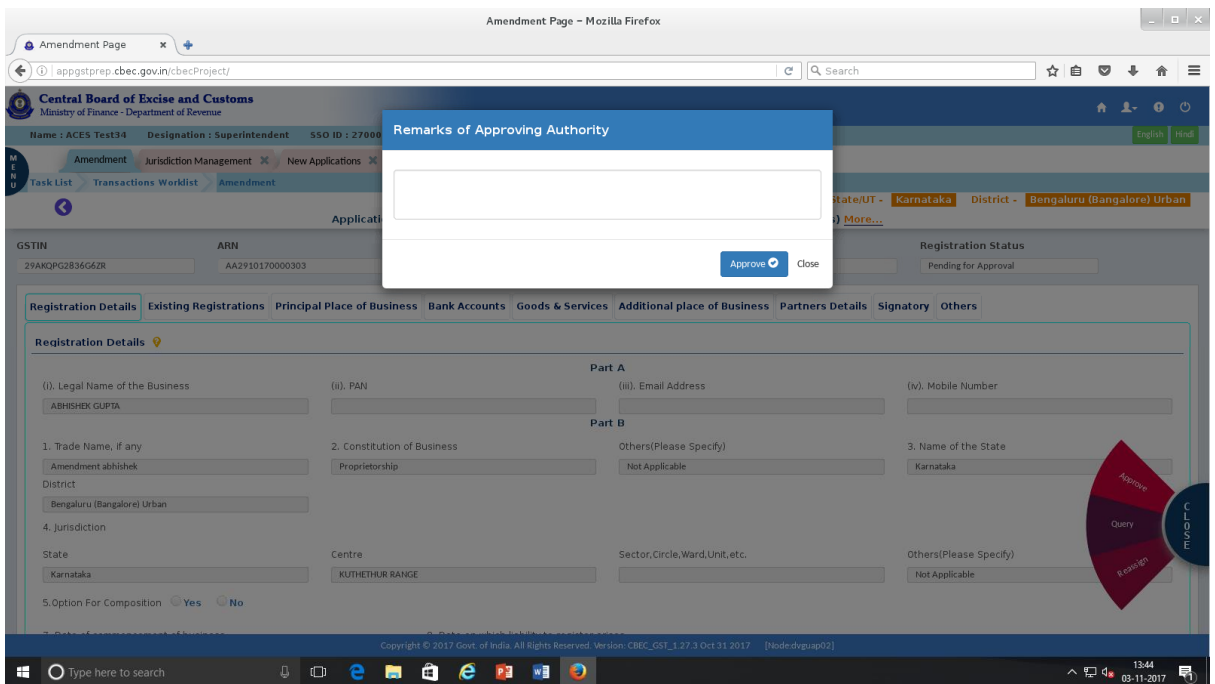 Amendment Page - Mozilla Firefox
Amendment Page
appgstprep.cbec.gov.in/cbecProject/
Search
Central Board of Excise and Customs
Ministry of Finance - Department of Revenue
Name : ACES Test34 Designation : Superintendent SSO ID : 27000
English Hindi
MENU
Amendment Jurisdiction Management New Applications
Task List Transactions Worklist Amendment
Remarks of Approving Authority
Approve Close
State/UT - Karnataka District - Bengaluru (Bangalore) Urban
Applicati
) More...
GSTIN ARN Registration Status
29AKQPG2836G6ZR AA2910170000303 Pending for Approval
Registration Details Existing Registrations Principal Place of Business Bank Accounts Goods & Services Additional place of Business Partners Details Signatory Others
Registration Details
Part A
(i). Legal Name of the Business (ii). PAN (iii). Email Address (iv). Mobile Number
ABHISHEK GUPTA
Part B
1. Trade Name, if any 2. Constitution of Business Others(Please Specify) 3. Name of the State
Amendment abhishek Proprietorship Not Applicable Karnataka
District
Bengaluru (Bangalore) Urban
4. Jurisdiction
State Centre Sector,Circle,Ward,Unit,etc. Others(Please Specify)
Karnataka KUTHETHUR RANGE Not Applicable
5.Option For Composition Yes No
Approve
Query
Reassign
CLOSE
Copyright © 2017 Govt. of India. All Rights Reserved. Version: CBEC_GST_1.27.3 Oct 31 2017 [Node:dvguap02]
Type here to search
13:44
03-11-2017